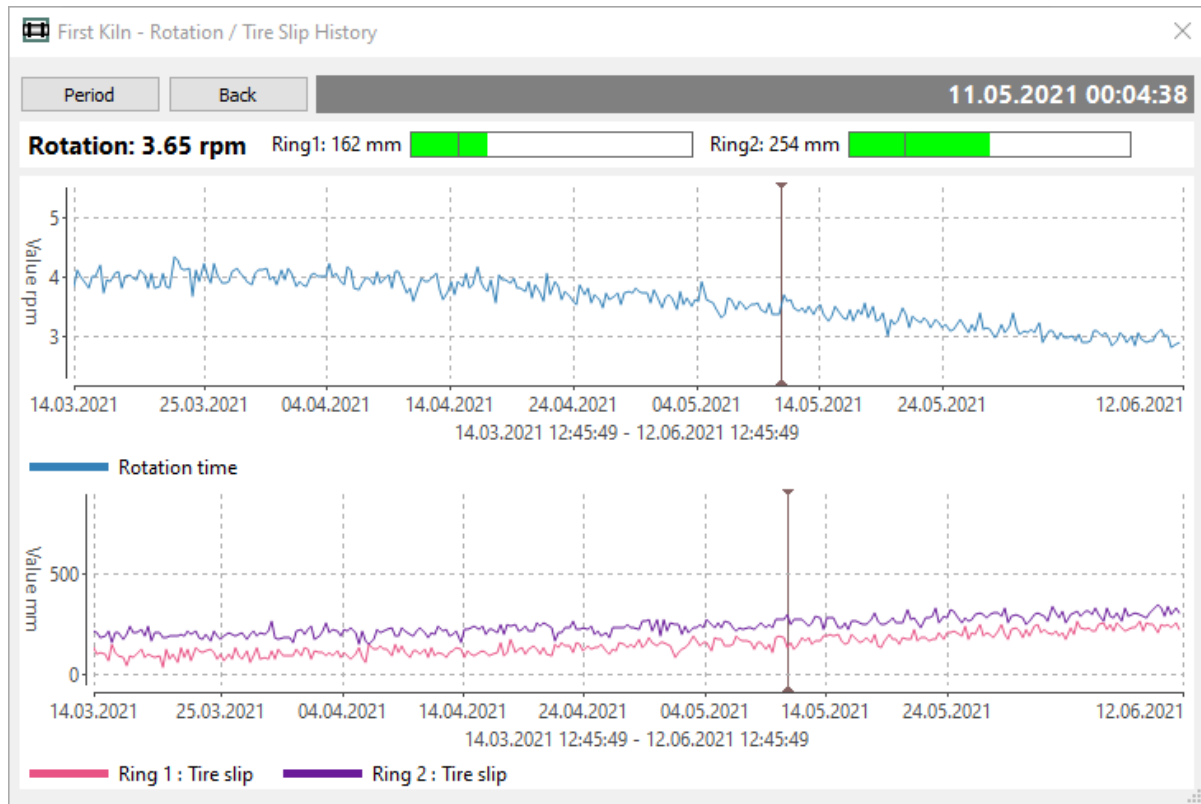 First Kiln - Rotation / Tire Slip History
Period Back 11.05.2021 00:04:38
Rotation: 3.65 rpm Ring1: 162 mm Ring2: 254 mm
Value rpm
5
4
3
14.03.2021 25.03.2021 04.04.2021 14.04.2021 24.04.2021 04.05.2021 14.05.2021 24.05.2021 12.06.2021
14.03.2021 12:45:49 - 12.06.2021 12:45:49
Rotation time
Value mm
500
0
14.03.2021 25.03.2021 04.04.2021 14.04.2021 24.04.2021 04.05.2021 14.05.2021 24.05.2021 12.06.2021
14.03.2021 12:45:49 - 12.06.2021 12:45:49
Ring 1 : Tire slip Ring 2 : Tire slip